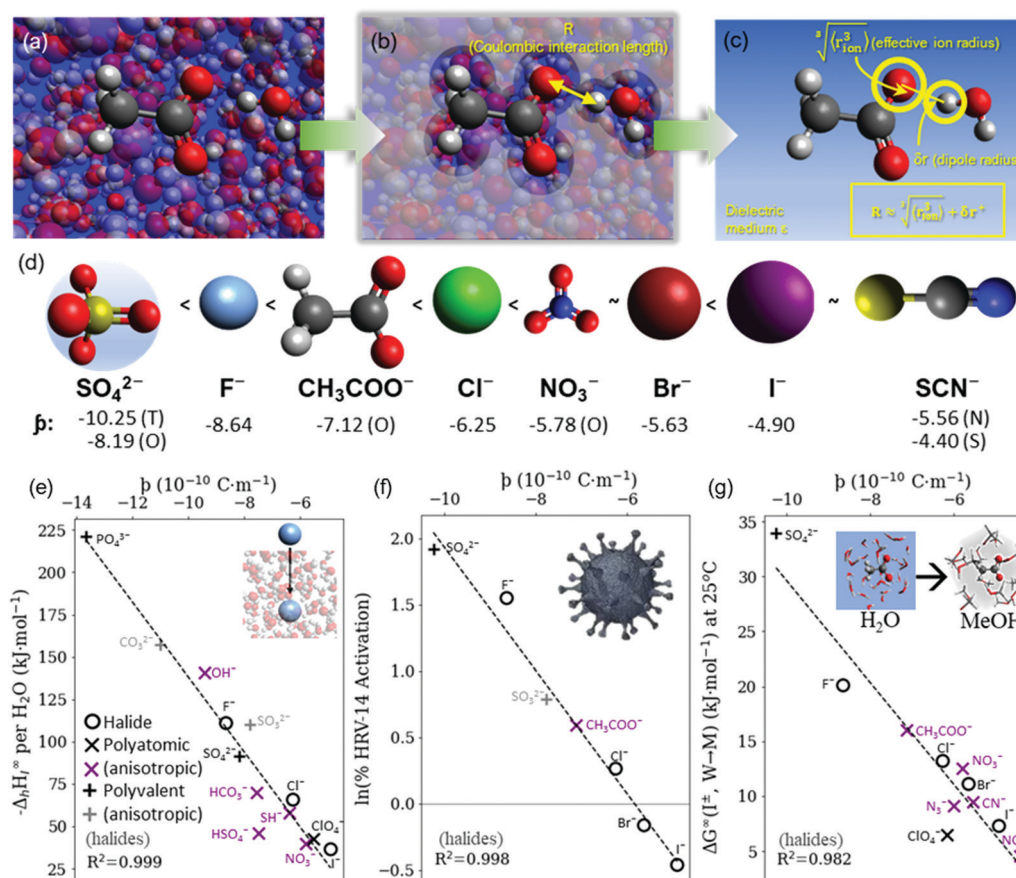 (a)
(b)
R
(Coulombic interaction length)
(c)
∛⟨r³ion⟩ (effective ion radius)
δr (dipole radius
Dielectric
medium ε
R ≈ ∛⟨r³ion⟩ + δr⁺
(d)
< < < < ~ < ~
SO₄²⁻ F⁻ CH₃COO⁻ Cl⁻ NO₃⁻ Br⁻ I⁻ SCN⁻
ϸ: -10.25 (T) -8.64 -7.12 (O) -6.25 -5.78 (O) -5.63 -4.90 -5.56 (N)
-8.19 (O) -4.40 (S)
(e) þ (10⁻¹⁰ C·m⁻¹)
−14 −12 −10 −8 −6
-ΔₕHᵢ∞ per H₂O (kJ·mol⁻¹)
225
200
175
150
125
100
75
50
25
PO₄³⁻
CO₃²⁻
OH⁻
F⁻
SO₃²⁻
SO₄²⁻
Cl⁻
HCO₃⁻
SH⁻
ClO₄⁻
HSO₄⁻
NO₃⁻
I⁻
Halide
Polyatomic
(anisotropic)
Polyvalent
(anisotropic)
(halides)
R²=0.999
(f) þ (10⁻¹⁰ C·m⁻¹)
−10 −8 −6
ln(% HRV-14 Activation)
2.0
1.5
1.0
0.5
0.0
−0.5
SO₄²⁻
F⁻
SO₃²⁻
CH₃COO⁻
Cl⁻
Br⁻
I⁻
(halides)
R²=0.998
(g) þ (10⁻¹⁰ C·m⁻¹)
−10 −8 −6
ΔG∞(I±, W→M) (kJ·mol⁻¹) at 25°C
35
30
25
20
15
10
5
SO₄²⁻
H₂O
MeOH
F⁻
CH₃COO⁻
Cl⁻
NO₃⁻
Br⁻
N₃⁻
CN⁻
ClO₄⁻
I⁻
(halides)
R²=0.982